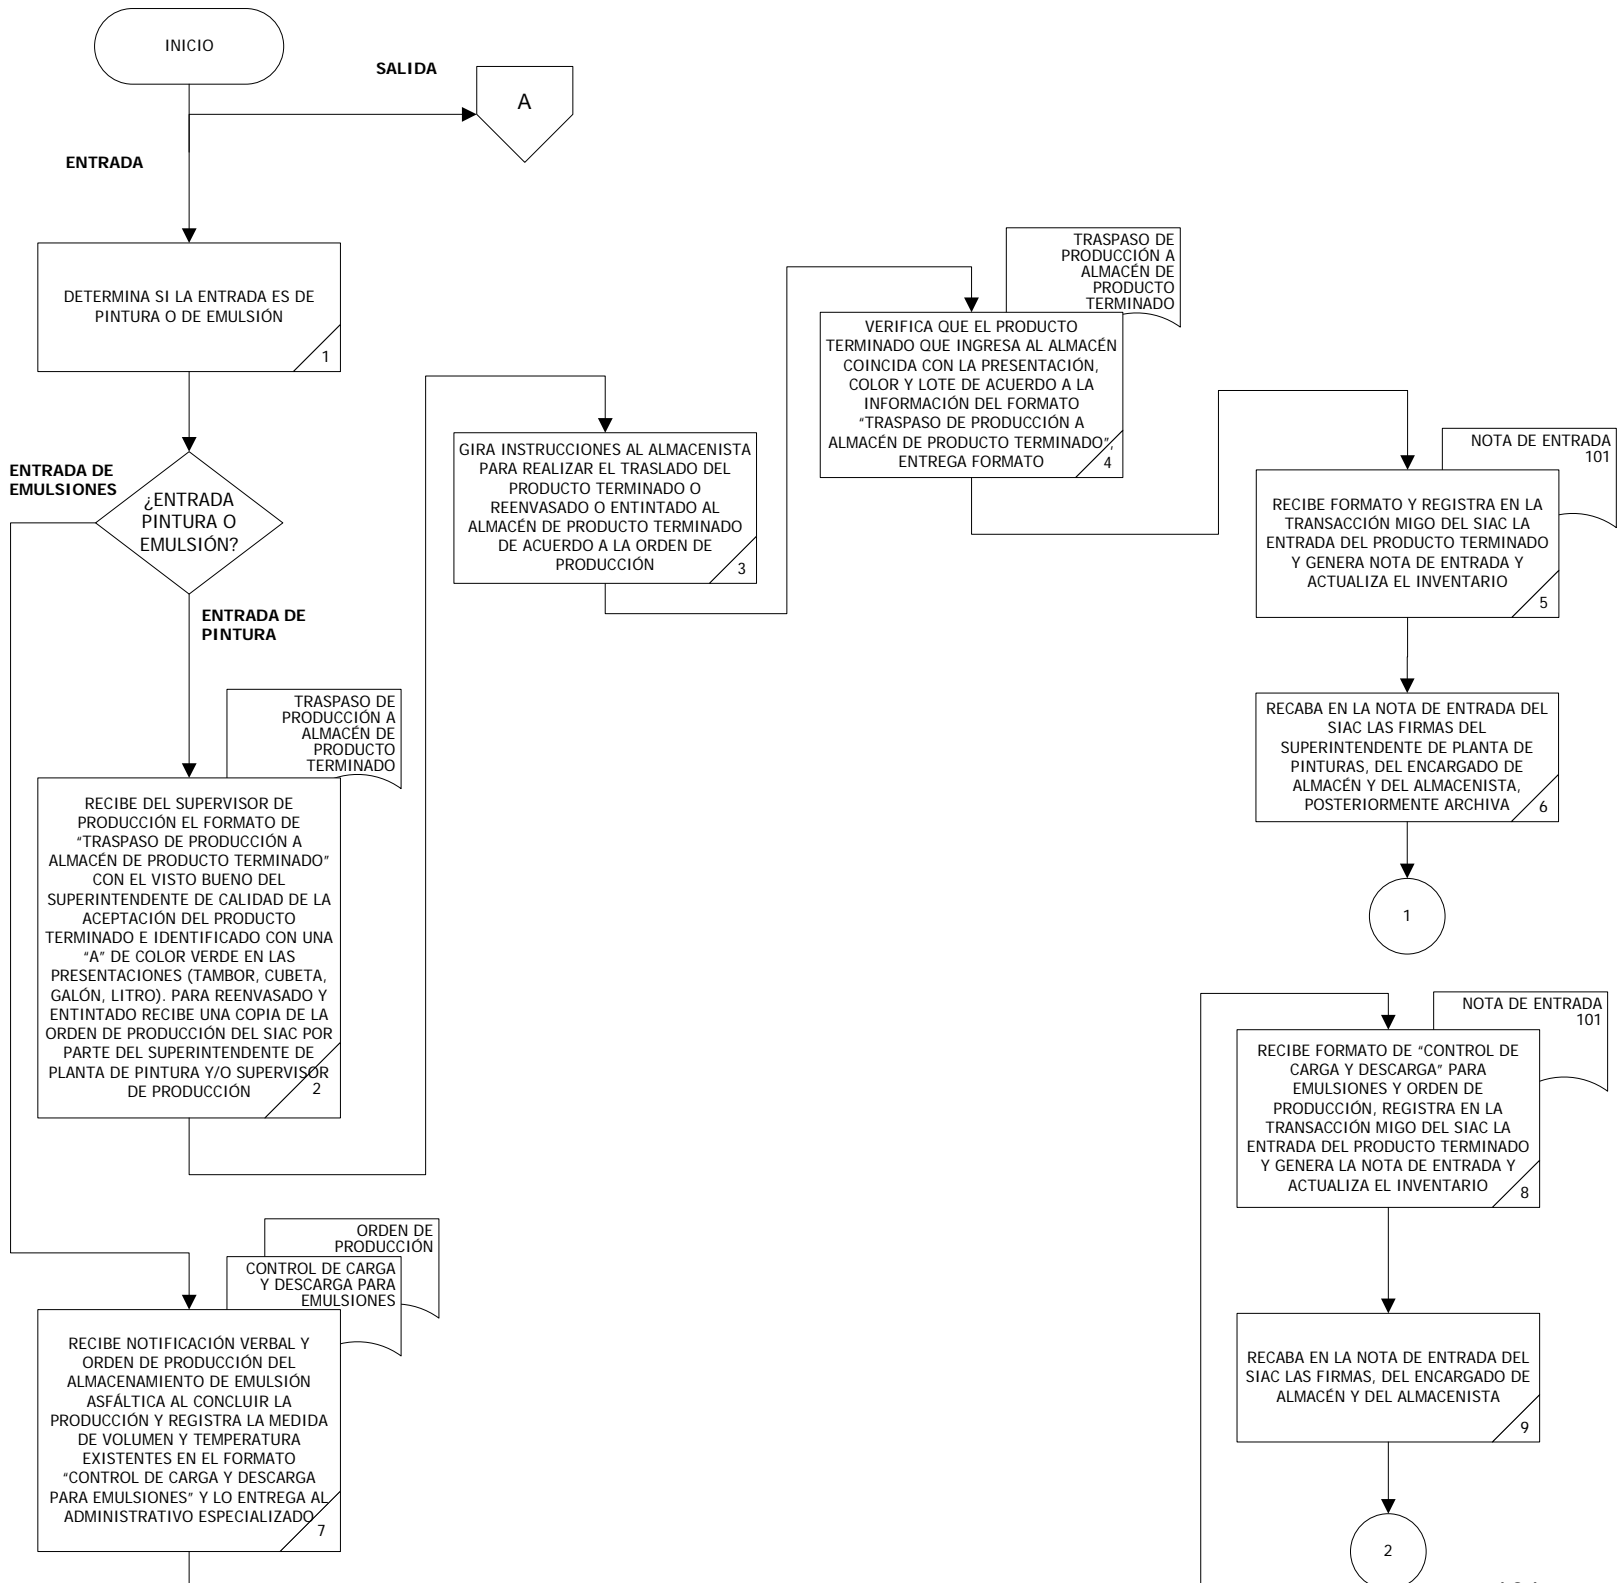 INICIO
SALIDA
A
ENTRADA
DETERMINA SI LA ENTRADA ES DE
PINTURA O DE EMULSIÓN
1
ENTRADA DE
EMULSIONES
¿ENTRADA
PINTURA O
EMULSIÓN?
ENTRADA DE
PINTURA
TRASPASO DE
PRODUCCIÓN A
ALMACÉN DE
PRODUCTO
TERMINADO
RECIBE DEL SUPERVISOR DE
PRODUCCIÓN EL FORMATO DE
"TRASPASO DE PRODUCCIÓN A
ALMACÉN DE PRODUCTO TERMINADO"
CON EL VISTO BUENO DEL
SUPERINTENDENTE DE CALIDAD DE LA
ACEPTACIÓN DEL PRODUCTO
TERMINADO E IDENTIFICADO CON UNA
"A" DE COLOR VERDE EN LAS
PRESENTACIONES (TAMBOR, CUBETA,
GALÓN, LITRO). PARA REENVASADO Y
ENTINTADO RECIBE UNA COPIA DE LA
ORDEN DE PRODUCCIÓN DEL SIAC POR
PARTE DEL SUPERINTENDENTE DE
PLANTA DE PINTURA Y/O SUPERVISOR
DE PRODUCCIÓN
2
GIRA INSTRUCCIONES AL ALMACENISTA
PARA REALIZAR EL TRASLADO DEL
PRODUCTO TERMINADO O
REENVASADO O ENTINTADO AL
ALMACÉN DE PRODUCTO TERMINADO
DE ACUERDO A LA ORDEN DE
PRODUCCIÓN
3
TRASPASO DE
PRODUCCIÓN A
ALMACÉN DE
PRODUCTO
TERMINADO
VERIFICA QUE EL PRODUCTO
TERMINADO QUE INGRESA AL ALMACÉN
COINCIDA CON LA PRESENTACIÓN,
COLOR Y LOTE DE ACUERDO A LA
INFORMACIÓN DEL FORMATO
"TRASPASO DE PRODUCCIÓN A
ALMACÉN DE PRODUCTO TERMINADO",
ENTREGA FORMATO
4
NOTA DE ENTRADA
101
RECIBE FORMATO Y REGISTRA EN LA
TRANSACCIÓN MIGO DEL SIAC LA
ENTRADA DEL PRODUCTO TERMINADO
Y GENERA NOTA DE ENTRADA Y
ACTUALIZA EL INVENTARIO
5
RECABA EN LA NOTA DE ENTRADA DEL
SIAC LAS FIRMAS DEL
SUPERINTENDENTE DE PLANTA DE
PINTURAS, DEL ENCARGADO DE
ALMACÉN Y DEL ALMACENISTA,
POSTERIORMENTE ARCHIVA
6
1
ORDEN DE
PRODUCCIÓN
CONTROL DE CARGA
Y DESCARGA PARA
EMULSIONES
RECIBE NOTIFICACIÓN VERBAL Y
ORDEN DE PRODUCCIÓN DEL
ALMACENAMIENTO DE EMULSIÓN
ASFÁLTICA AL CONCLUIR LA
PRODUCCIÓN Y REGISTRA LA MEDIDA
DE VOLUMEN Y TEMPERATURA
EXISTENTES EN EL FORMATO
"CONTROL DE CARGA Y DESCARGA
PARA EMULSIONES" Y LO ENTREGA AL
ADMINISTRATIVO ESPECIALIZADO
7
NOTA DE ENTRADA
101
RECIBE FORMATO DE "CONTROL DE
CARGA Y DESCARGA" PARA
EMULSIONES Y ORDEN DE
PRODUCCIÓN, REGISTRA EN LA
TRANSACCIÓN MIGO DEL SIAC LA
ENTRADA DEL PRODUCTO TERMINADO
Y GENERA LA NOTA DE ENTRADA Y
ACTUALIZA EL INVENTARIO
8
RECABA EN LA NOTA DE ENTRADA DEL
SIAC LAS FIRMAS, DEL ENCARGADO DE
ALMACÉN Y DEL ALMACENISTA
9
2